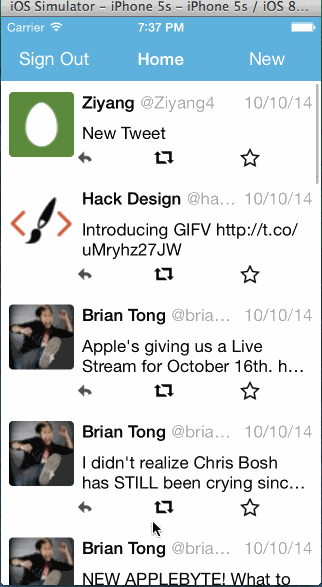 iOS Simulator – iPhone 5s – iPhone 5s / iOS 8...
Carrier 7:37 PM
Sign Out Home New
Ziyang @Ziyang4 10/10/14
New Tweet
Hack Design @ha... 10/10/14
Introducing GIFV http://t.co/
uMryhz27JW
Brian Tong @bria... 10/10/14
Apple's giving us a Live
Stream for October 16th. h...
Brian Tong @bria... 10/10/14
I didn't realize Chris Bosh
has STILL been crying sinc...
Brian Tong @bria... 10/10/14
NEW APPLEBYTE! What to